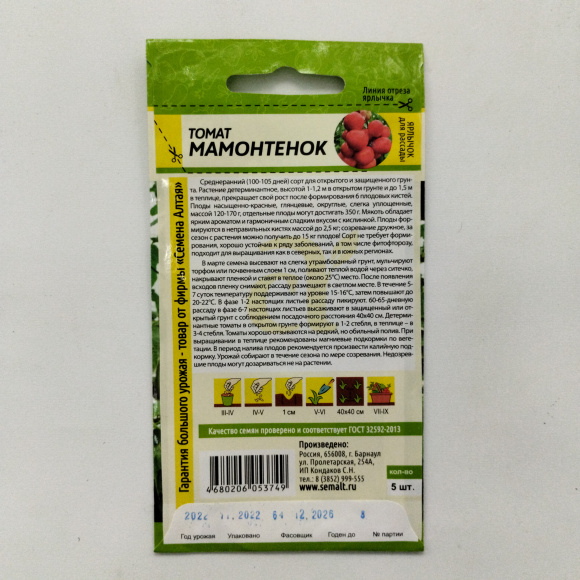 Линия отреза
ярлычка
ЯРЛЫЧОК
для рассады
ТОМАТ
МАМОНТЕНОК
Среднеранний (100-105 дней) сорт для открытого и защищенного грун-
та. Растение детерминантное, высотой 1-1,2 м в открытом грунте и до 1,5 м
в теплице, прекращает свой рост после формирования 6 плодовых кистей.
Плоды насыщенно-красные, глянцевые, округлые, слегка уплощенные,
массой 120-170 г, отдельные плоды могут достигать 350 г. Мякоть обладает
ярким ароматом и гармоничным сладким вкусом с кислинкой. Плоды фор-
мируются в неправильных кистях массой до 2,5 кг; созревание дружное, за
сезон с растения можно получить до 15 кг плодов! Сорт не требует форми-
рования, хорошо устойчив к ряду заболеваний, в том числе фитофторозу,
подходит для выращивания как в северных, так и в южных регионах.
В марте семена высевают на слегка утрамбованный грунт, мульчируют
торфом или почвенным слоем 1 см, поливают теплой водой через ситечко,
накрывают пленкой и ставят в теплое (около 25°С) место. После появления
всходов пленку снимают, рассаду размещают в светлом месте. В течение 5-
7 суток температуру поддерживают на уровне 15-16°С, затем повышают до
20-22°С. В фазе 1-2 настоящих листьев рассаду пикируют. 60-65-дневную
рассаду в фазе 6-7 настоящих листьев высаживают в защищенный или от-
крытый грунт с соблюдением посадочного расстояния 40х40 см. Детерми-
нантные томаты в открытом грунте формируют в 1-2 стебля, в теплице – в
3-4 стебля. Томаты хорошо отзываются на редкий, но обильный полив. При
выращивании в теплице рекомендованы магниевые подкормки по веге-
тации. В период налива плодов рекомендуется произвести калийную под-
кормку. Урожай собирают в течение сезона по мере созревания. Недозрев-
шие плоды могут дозариваться не на растении.
III-IV IV-V 1 см V-VI 40х40 см VII-IX
Качество семян проверено и соответствует ГОСТ 32592-2013
Гарантия большого урожая - товар от фирмы «Семена Алтая»
4680206053749
Произведено:
Россия, 656008, г. Барнаул
ул. Пролетарская, 254А,
ИП Кондаков С.Н.
тел.: 8 (3852) 999-555
www.semalt.ru
кол-во
5 шт.
2022 11.2022 64 12.2026 8
Год урожая Упаковано Фасовщик Годен до № партии